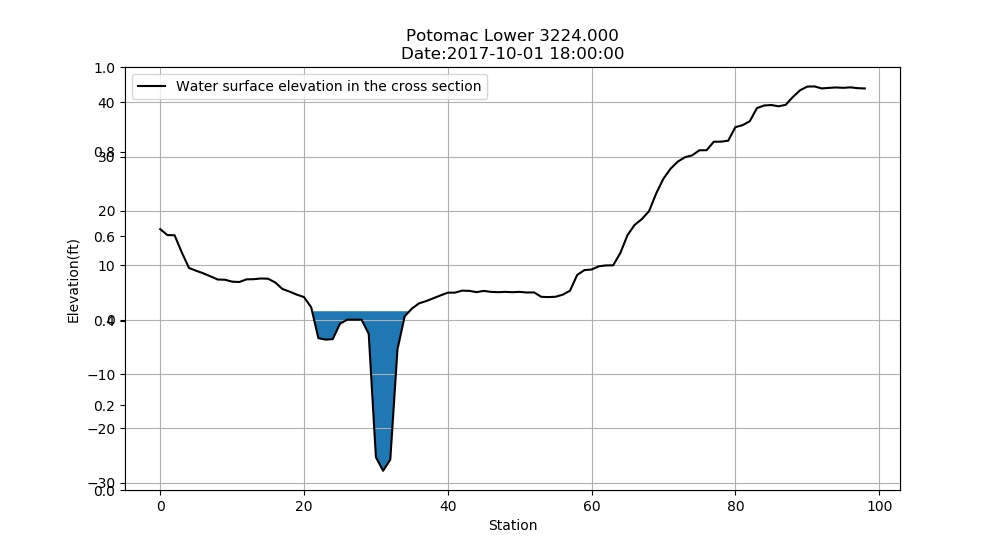 Potomac Lower 3224.000
Date:2017-10-01 18:00:00
Water surface elevation in the cross section
1.0
40
0.8
30
20
0.6
10
0.4
0
−10
0.2
−20
−30
0.0
Elevation(ft)
0 20 40 60 80 100
Station